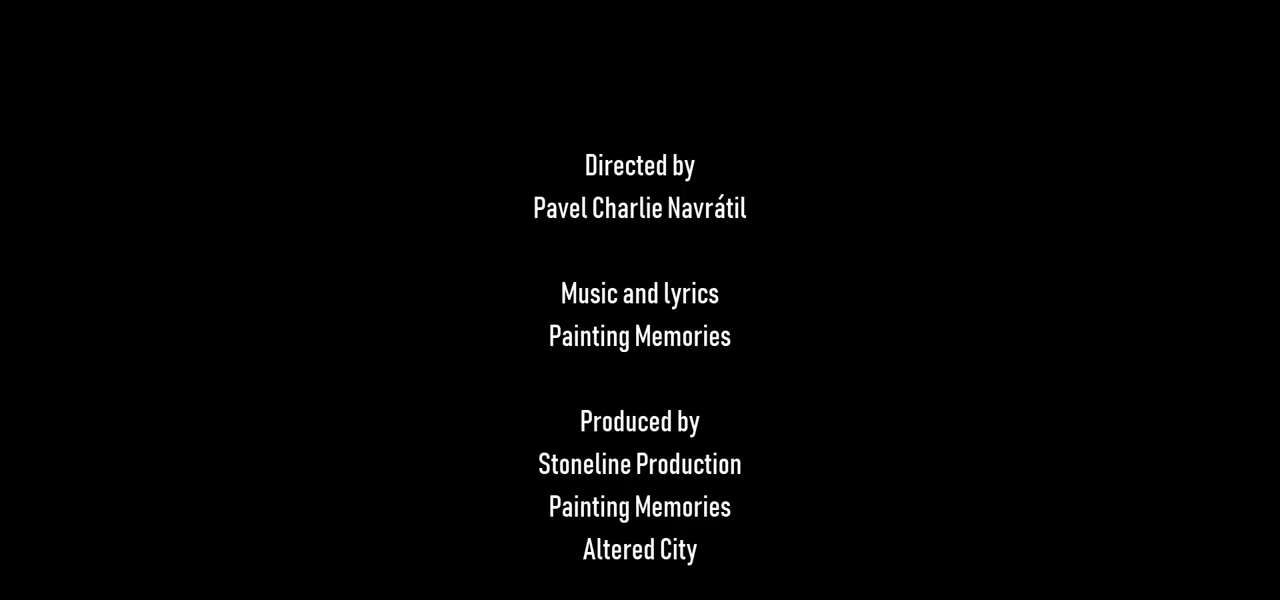 Directed by
Pavel Charlie Navrátil
Music and lyrics
Painting Memories
Produced by
Stoneline Production
Painting Memories
Altered City